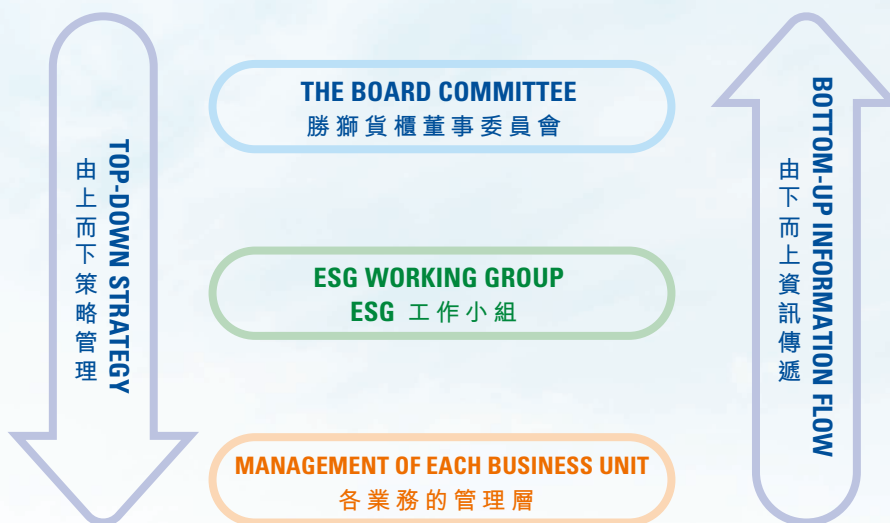 TOP-DOWN STRATEGY
由上而下策略管理
THE BOARD COMMITTEE
勝獅貨櫃董事委員會
ESG WORKING GROUP
ESG 工作小組
MANAGEMENT OF EACH BUSINESS UNIT
各業務的管理層
BOTTOM-UP INFORMATION FLOW
由下而上資訊傳遞